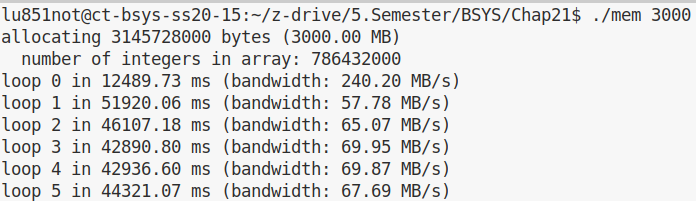 lu851not@ct-bsys-ss20-15:~/z-drive/5.Semester/BSYS/Chap21$ ./mem 3000
allocating 3145728000 bytes (3000.00 MB)
  number of integers in array: 786432000
loop 0 in 12489.73 ms (bandwidth: 240.20 MB/s)
loop 1 in 51920.06 ms (bandwidth: 57.78 MB/s)
loop 2 in 46107.18 ms (bandwidth: 65.07 MB/s)
loop 3 in 42890.80 ms (bandwidth: 69.95 MB/s)
loop 4 in 42936.60 ms (bandwidth: 69.87 MB/s)
loop 5 in 44321.07 ms (bandwidth: 67.69 MB/s)